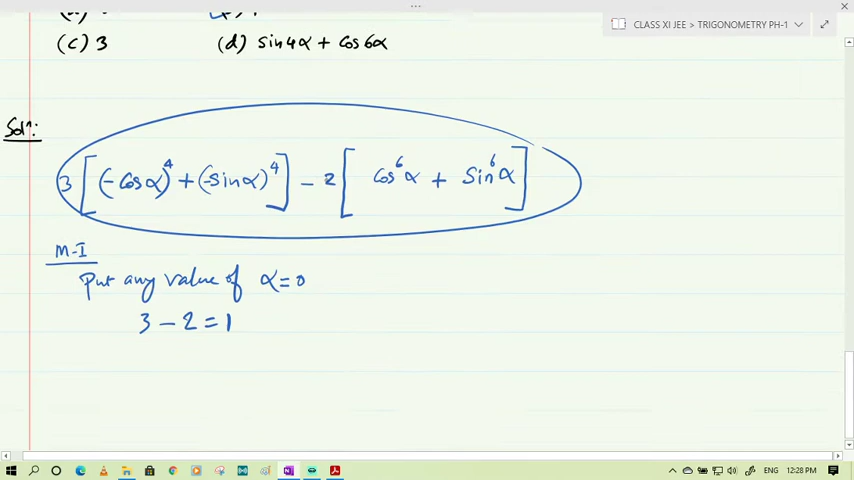 CLASS XI JEE > TRIGONOMETRY PH-1
(c) 3 (d) sin4α + cos6α
Solⁿ:
3 [(-cosα)⁴ + (-sinα)⁴] - 2 [cos⁶α + sin⁶α]
M-I
Put any value of α = 0
3 - 2 = 1
ENG 12:28 PM